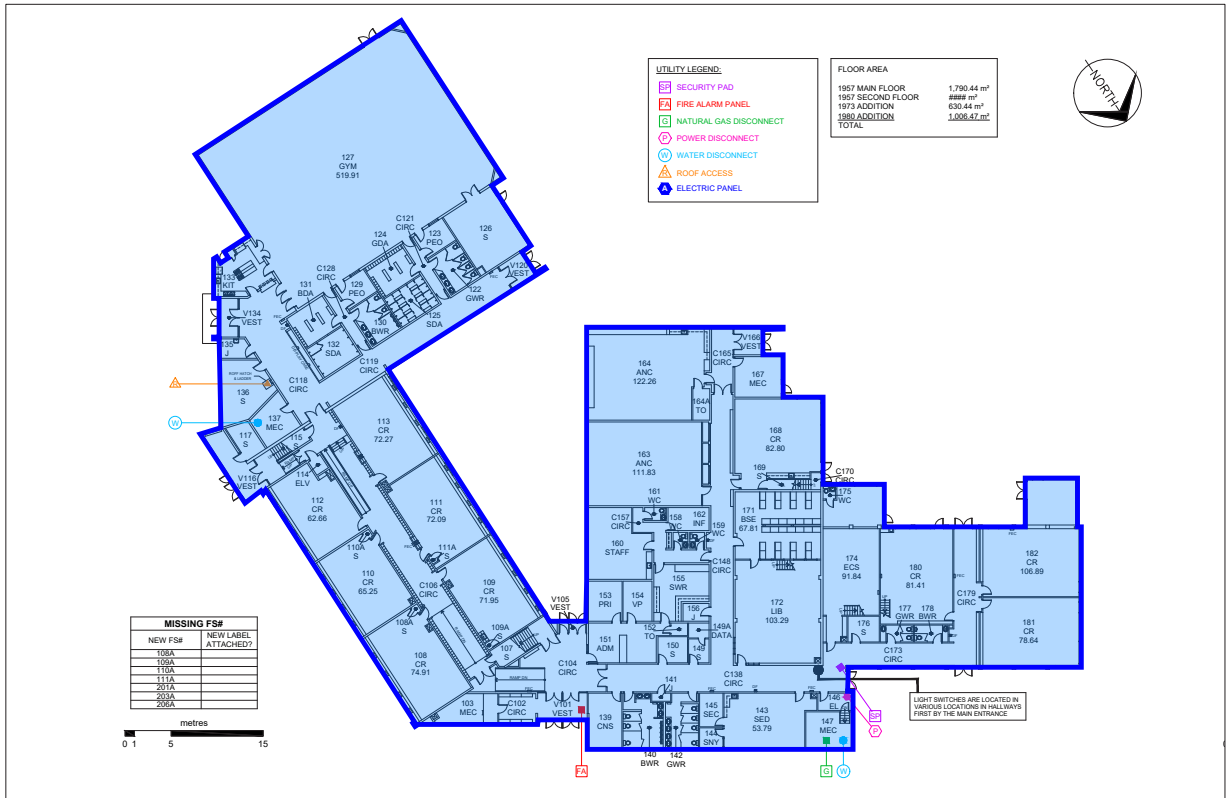 UTILITY LEGEND:
SP SECURITY PAD
FA FIRE ALARM PANEL
G NATURAL GAS DISCONNECT
P POWER DISCONNECT
W WATER DISCONNECT
R ROOF ACCESS
A ELECTRIC PANEL
FLOOR AREA
1957 MAIN FLOOR 1,790.44 m²
1957 SECOND FLOOR #### m²
1973 ADDITION 630.44 m²
1980 ADDITION 1,006.47 m²
TOTAL
NORTH
127
GYM
519.91
C121
CIRC
123
PEO
126
S
124
GDA
V120
VEST
C128
CIRC
122
GWR
133
KIT
129
PEO
131
BDA
125
SDA
130
BWR
V134
VEST
132
SDA
135
J
C119
CIRC
ROFF HATCH
& LADDER
C118
CIRC
R
136
S
W
137
MEC
117
S
115
S
113
CR
72.27
V116
VEST
114
ELV
112
CR
62.66
111
CR
72.09
110A
S
111A
S
110
CR
65.25
C106
CIRC
109
CR
71.95
108A
S
109A
S
107
S
108
CR
74.91
RAMP DN
103
MEC
C102
CIRC
V101
VEST
V105
VEST
C104
CIRC
FA
164
ANC
122.26
C165
CIRC
V166
VEST
167
MEC
164A
TO
168
CR
82.80
163
ANC
111.83
169
S
C170
CIRC
161
WC
175
WC
C157
CIRC
158
WC
162
INF
159
WC
171
BSE
67.81
160
STAFF
C148
CIRC
174
ECS
91.84
180
CR
81.41
182
CR
106.89
155
SWR
153
PRI
154
VP
156
J
172
LIB
103.29
C179
CIRC
177
GWR
178
BWR
176
S
181
CR
78.64
152
TO
149A
DATA
151
ADM
150
S
149
S
C173
CIRC
C138
CIRC
141
139
CNS
145
SEC
143
SED
53.79
146
EL
147
MEC
144
SNY
140
BWR
142
GWR
SP
P
G
W
LIGHT SWITCHES ARE LOCATED IN
VARIOUS LOCATIONS IN HALLWAYS
FIRST BY THE MAIN ENTRANCE
MISSING FS#
NEW FS# NEW LABEL
ATTACHED?
108A
109A
110A
111A
201A
203A
206A
metres
0 1 5 15